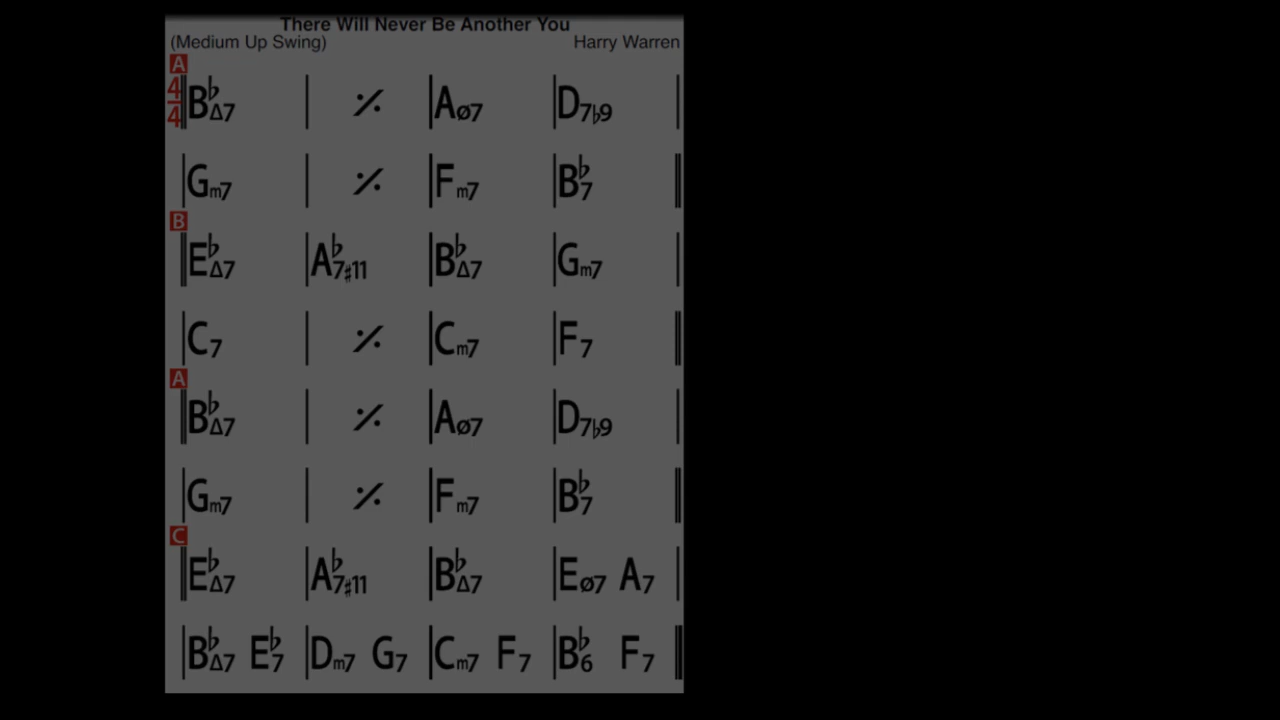 There Will Never Be Another You
(Medium Up Swing) Harry Warren
A
4/4 B♭Δ7 | 𝄎 | Aø7 | D7♭9 |
| Gm7 | 𝄎 | Fm7 | B♭7 ||
B
|| E♭Δ7 | A♭7♯11 | B♭Δ7 | Gm7 |
| C7 | 𝄎 | Cm7 | F7 ||
A
|| B♭Δ7 | 𝄎 | Aø7 | D7♭9 |
| Gm7 | 𝄎 | Fm7 | B♭7 ||
C
|| E♭Δ7 | A♭7♯11 | B♭Δ7 | Eø7 A7 |
| B♭Δ7 E♭7 | Dm7 G7 | Cm7 F7 | B♭6 F7 ||